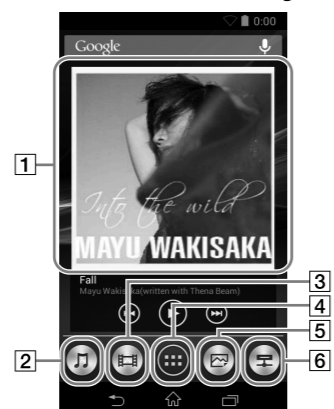 0:00
Google
1
Into the wild
MAYU WAKISAKA
Fall
Mayu Wakisaka(written with Thena Beam)
3
4
5
2
6